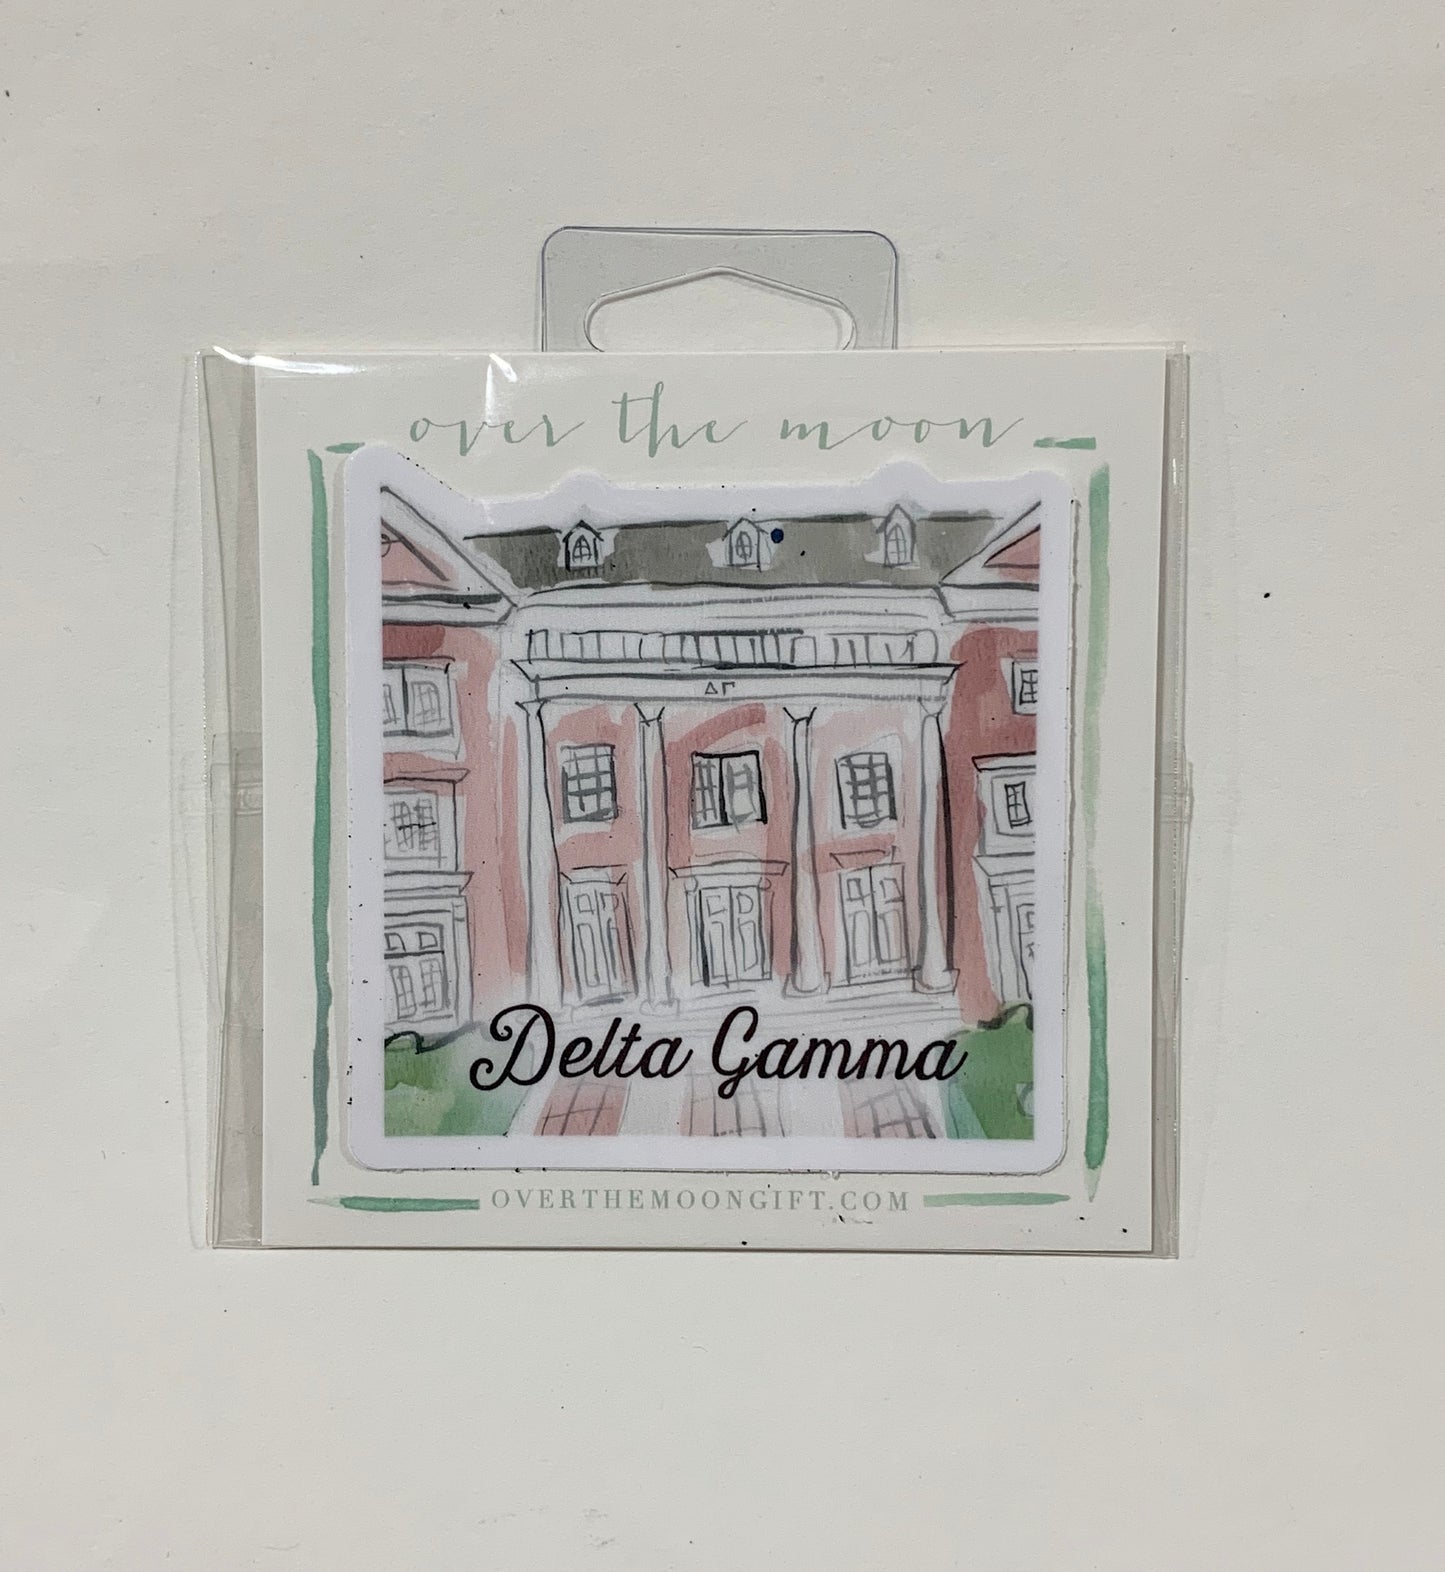 over the moon
ΔΓ
Delta Gamma
OVERTHEMOONGIFT.COM